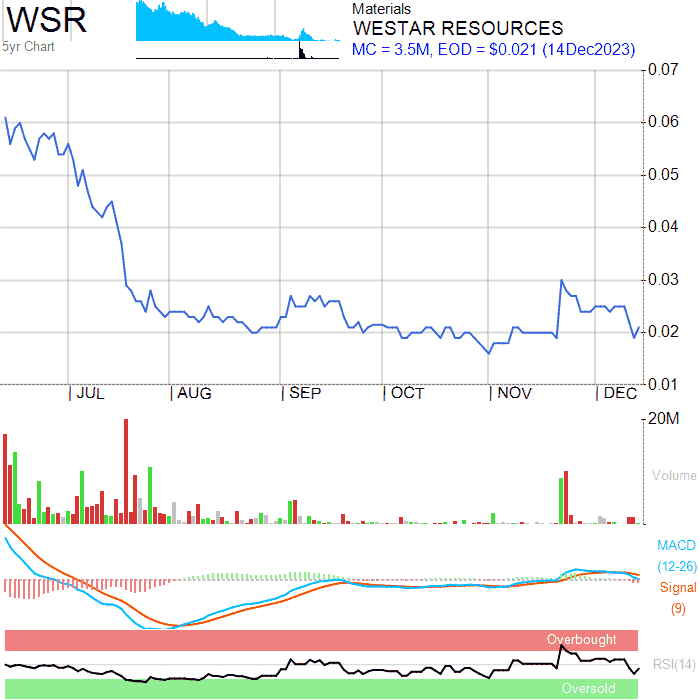 WSR
5yr Chart
Materials
WESTAR RESOURCES
MC = 3.5M, EOD = $0.021 (14Dec2023)
0.07
0.06
0.05
0.04
0.03
0.02
0.01
JUL AUG SEP OCT NOV DEC
20M
Volume
MACD
(12-26)
Signal
(9)
Overbought
RSI(14)
Oversold